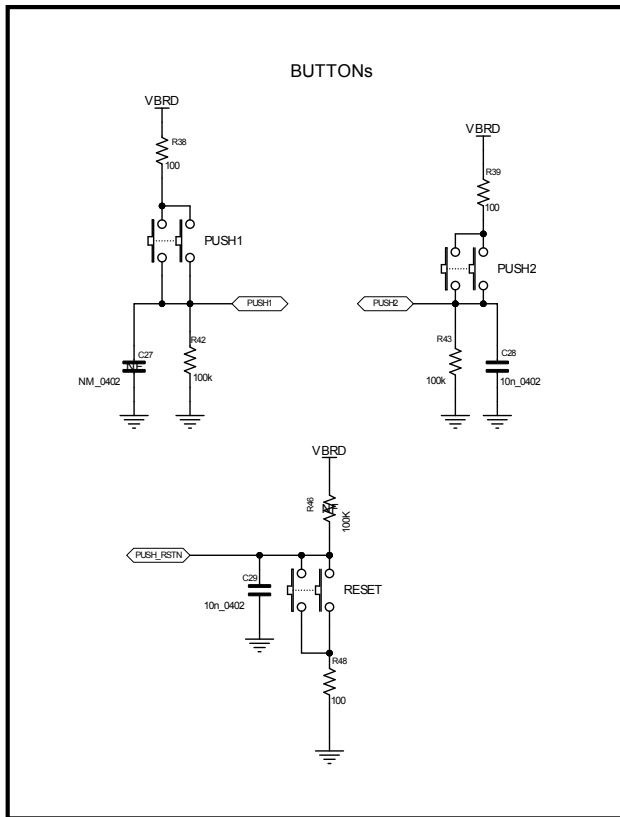 BUTTONs
VBRD
R38
100
PUSH1
PUSH1
C27
NF
NM_0402
R42
100k
VBRD
R39
100
PUSH2
PUSH2
R43
100k
C28
10n_0402
VBRD
R46
NF
100K
PUSH_RSTN
C29
10n_0402
RESET
R48
100